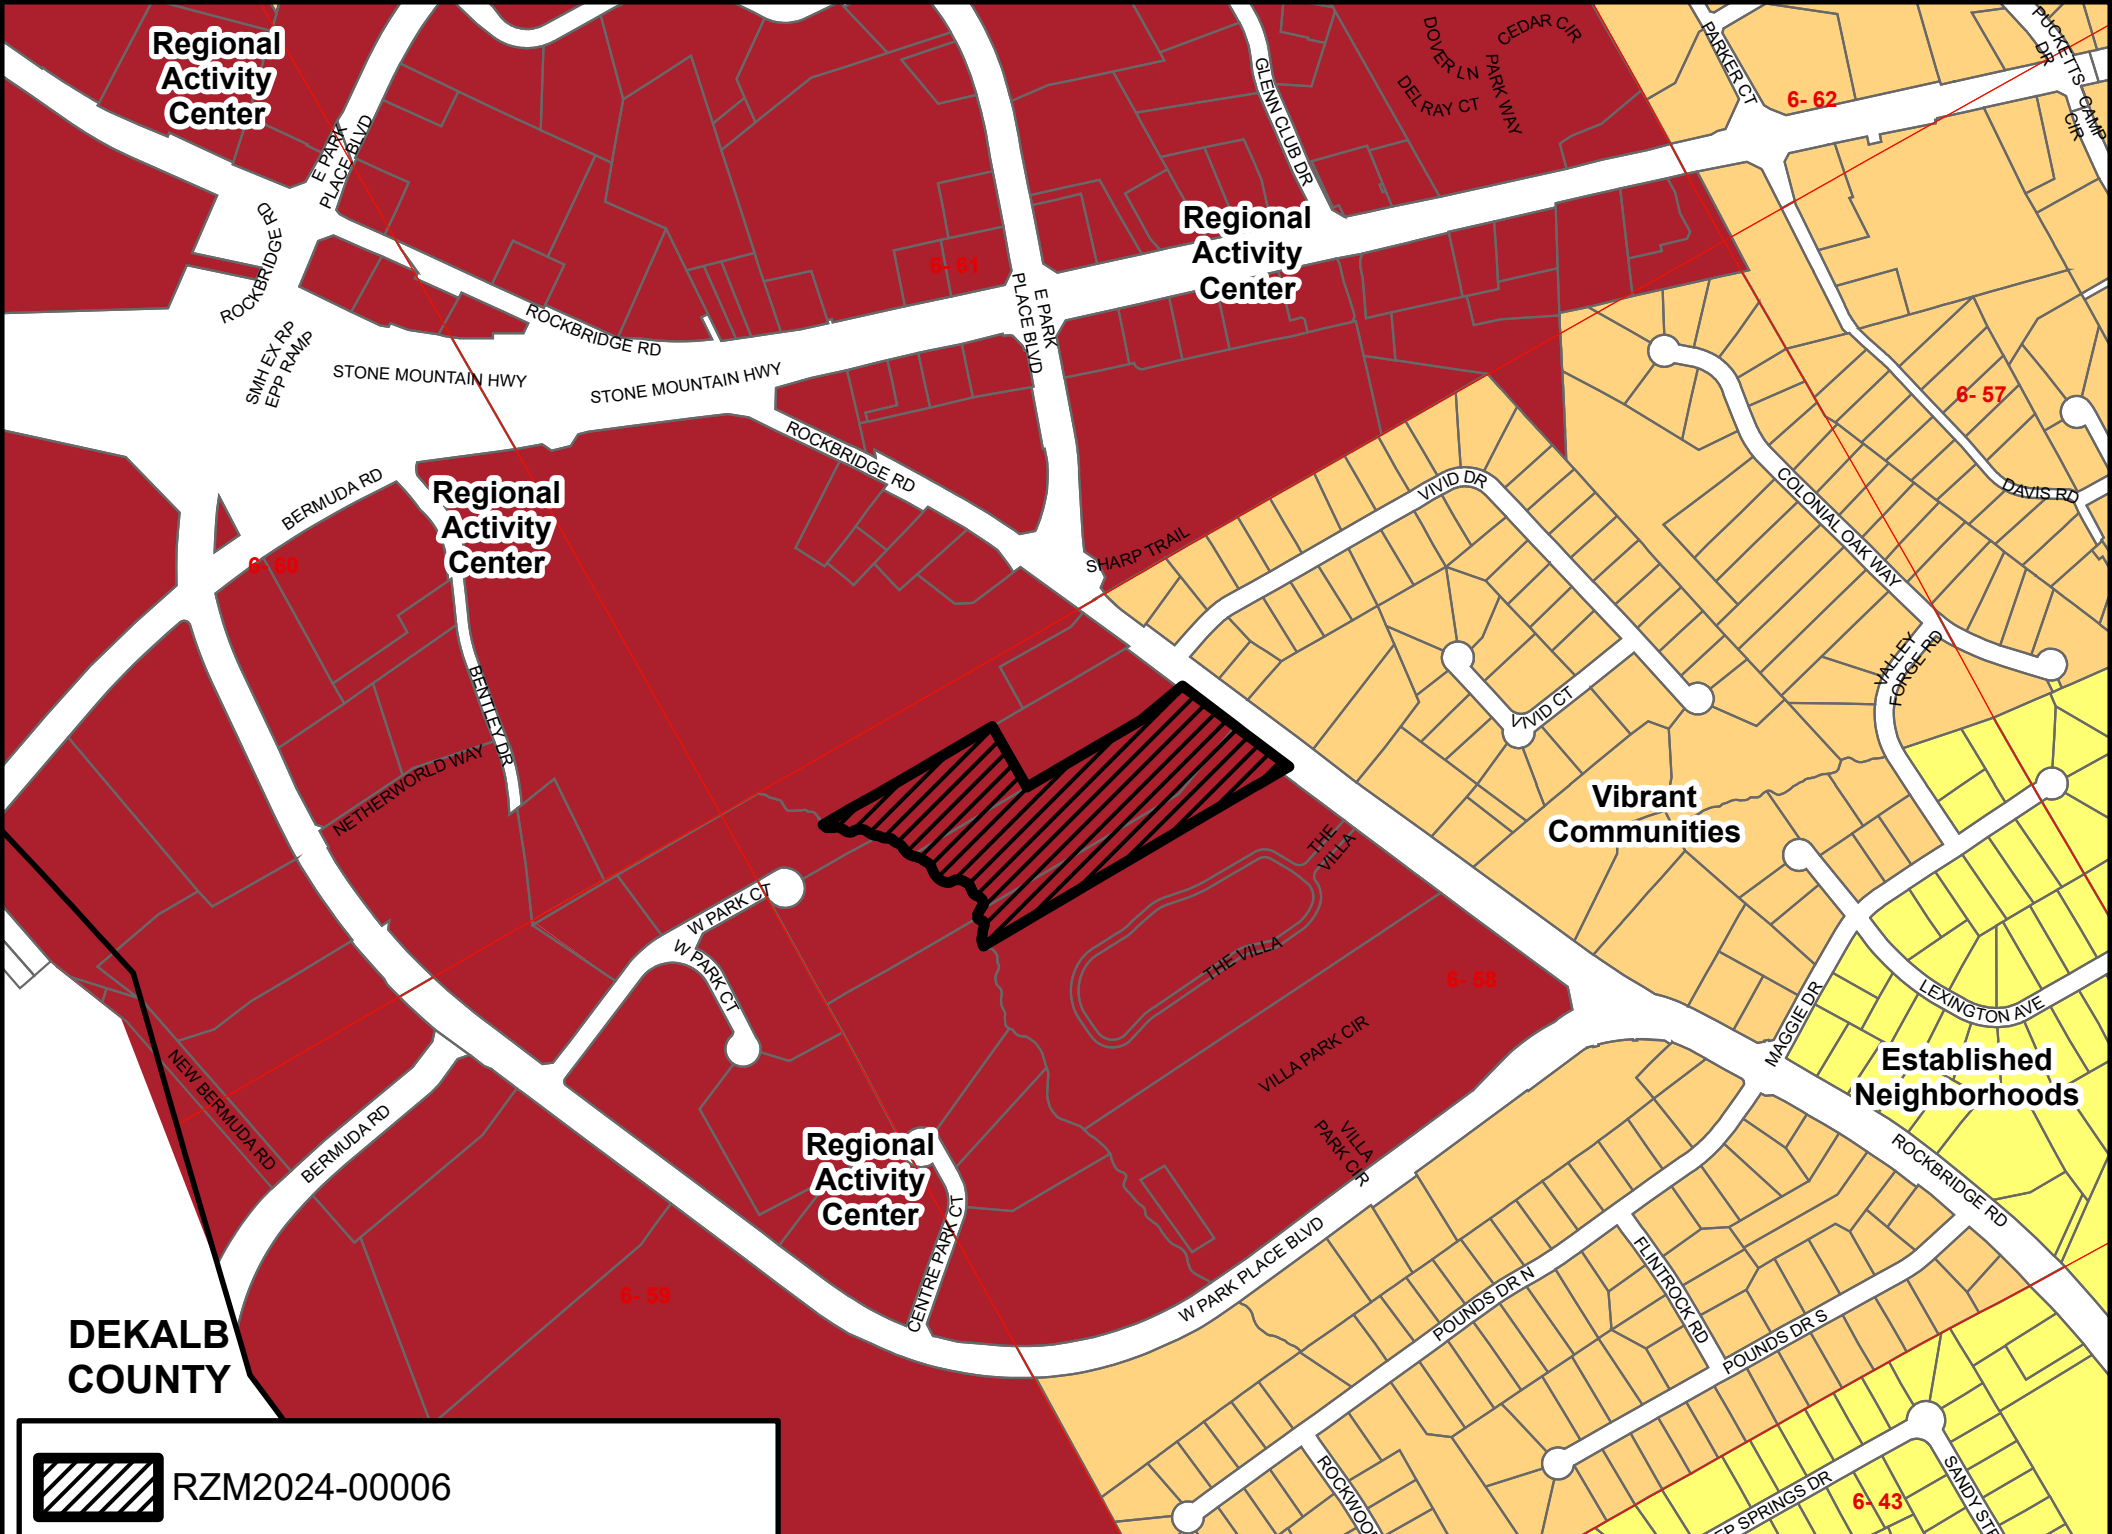 Regional
Activity
Center
E PARK
PLACE BLVD
ROCKBRIDGE RD
SMH EX RP
EPP RAMP
STONE MOUNTAIN HWY
STONE MOUNTAIN HWY
ROCKBRIDGE RD
6- 61
E PARK
PLACE BLVD
GLENN CLUB DR
DOVER LN
CEDAR CIR
DEL RAY CT
PARK WAY
Regional
Activity
Center
PARKER CT
6- 62
PUCKETTS
DR
CAMP
CIR
6- 57
DAVIS RD
COLONIAL OAK WAY
VALLEY
FORGE RD
BERMUDA RD
6- 60
Regional
Activity
Center
ROCKBRIDGE RD
SHARP TRAIL
VIVID DR
VIVID CT
BENTLEY DR
NETHERWORLD WAY
Vibrant
Communities
THE
VILLA
THE VILLA
W PARK CT
W PARK CT
6- 58
VILLA PARK CIR
VILLA
PARK CIR
MAGGIE DR
LEXINGTON AVE
Established
Neighborhoods
ROCKBRIDGE RD
NEW BERMUDA RD
BERMUDA RD
Regional
Activity
Center
CENTRE PARK CT
W PARK PLACE BLVD
6- 59
POUNDS DR N
FLINTROCK RD
POUNDS DR S
DEKALB
COUNTY
RZM2024-00006
6- 43
SPRINGS DR